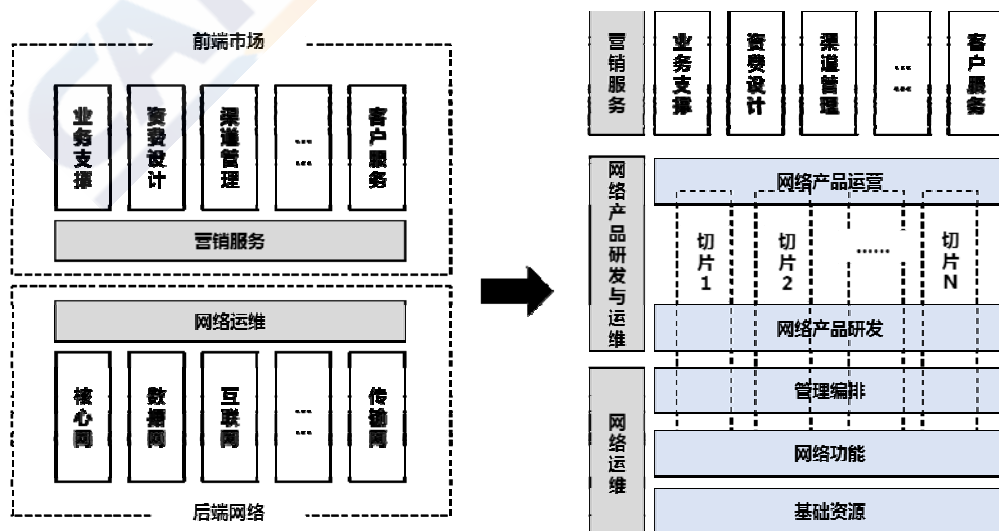 前端市场
业务支撑
资费设计
渠道管理
... ...
客户服务
营销服务
网络运维
核心网
数据网
互联网
... ...
传输网
后端网络
营销服务
业务支撑
资费设计
渠道管理
... ...
客户服务
网络产品研发与运维
网络产品运营
切片1
切片2
......
切片N
网络产品研发
网络运维
管理编排
网络功能
基础资源